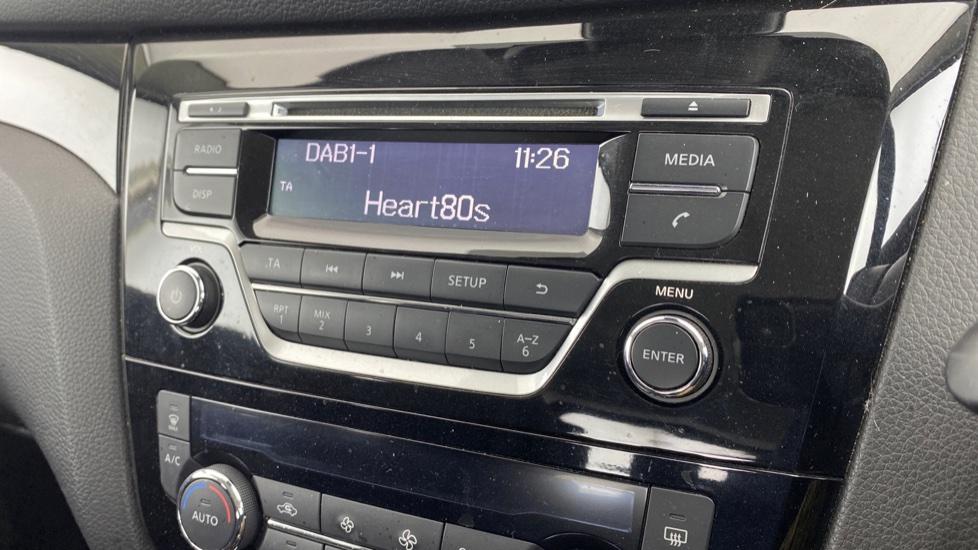 RADIO
DISP
DAB1-1 11:26
TA
Heart80s
MEDIA
TA
SETUP
RPT
1
MIX
2
3
4
5
A-Z
6
MENU
ENTER
A/C
AUTO